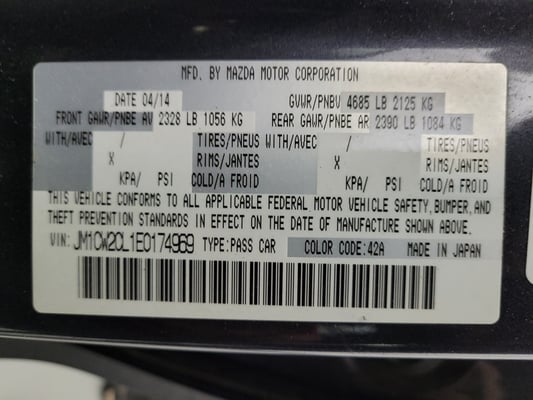 MFD. BY MAZDA MOTOR CORPORATION
DATE 04/14 GVWR/PNBV 4685 LB 2125 KG
FRONT GAWR/PNBE AV 2328 LB 1056 KG REAR GAWR/PNBE AR 2390 LB 1084 KG
WITH/AVEC / TIRES/PNEUS WITH/AVEC / TIRES/PNEUS
X RIMS/JANTES X RIMS/JANTES
KPA/ PSI COLD/A FROID KPA/ PSI COLD/A FROID
THIS VEHICLE CONFORMS TO ALL APPLICABLE FEDERAL MOTOR VEHICLE SAFETY, BUMPER, AND
THEFT PREVENTION STANDARDS IN EFFECT ON THE DATE OF MANUFACTURE SHOWN ABOVE.
VIN: JM1CW2CL1E0174969 TYPE:PASS CAR COLOR CODE:42A MADE IN JAPAN